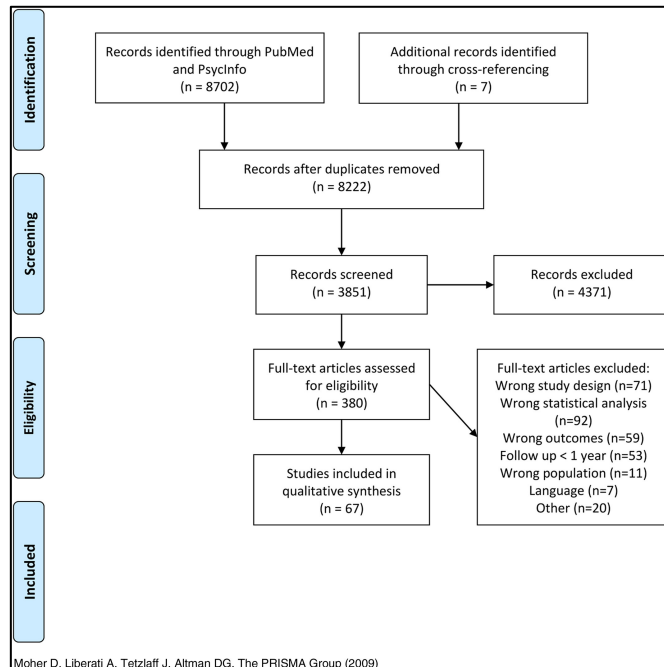 Identification
Records identified through PubMed
and PsycInfo
(n = 8702)
Additional records identified
through cross-referencing
(n = 7)
Records after duplicates removed
(n = 8222)
Screening
Records screened
(n = 3851)
Records excluded
(n = 4371)
Eligibility
Full-text articles assessed
for eligibility
(n = 380)
Full-text articles excluded:
Wrong study design (n=71)
Wrong statistical analysis
(n=92)
Wrong outcomes (n=59)
Follow up < 1 year (n=53)
Wrong population (n=11)
Language (n=7)
Other (n=20)
Studies included in
qualitative synthesis
(n = 67)
Included
Moher D, Liberati A, Tetzlaff J, Altman DG, The PRISMA Group (2009)